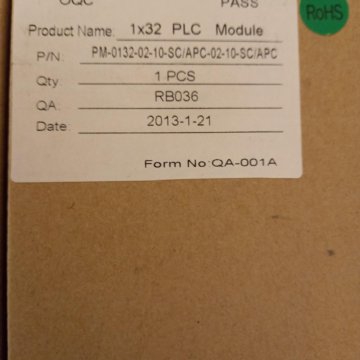 OQC PASS
RoHS
Product Name: 1x32 PLC Module
P/N: PM-0132-02-10-SC/APC-02-10-SC/APC
Qty: 1 PCS
QA: RB036
Date: 2013-1-21
Form No:QA-001A